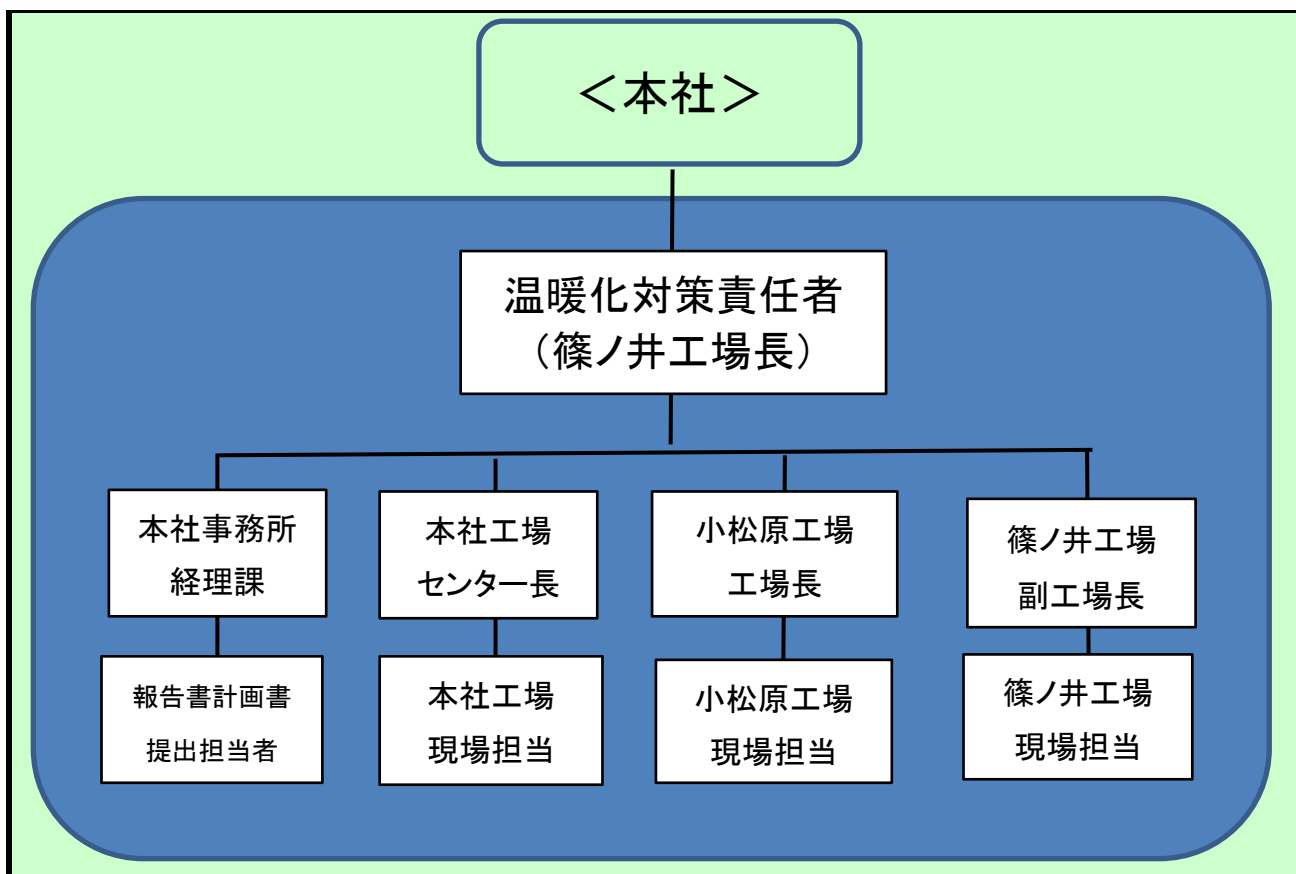 ＜本社＞
温暖化対策責任者
（篠ノ井工場長）
本社事務所
経理課
本社工場
センター長
小松原工場
工場長
篠ノ井工場
副工場長
報告書計画書
提出担当者
本社工場
現場担当
小松原工場
現場担当
篠ノ井工場
現場担当